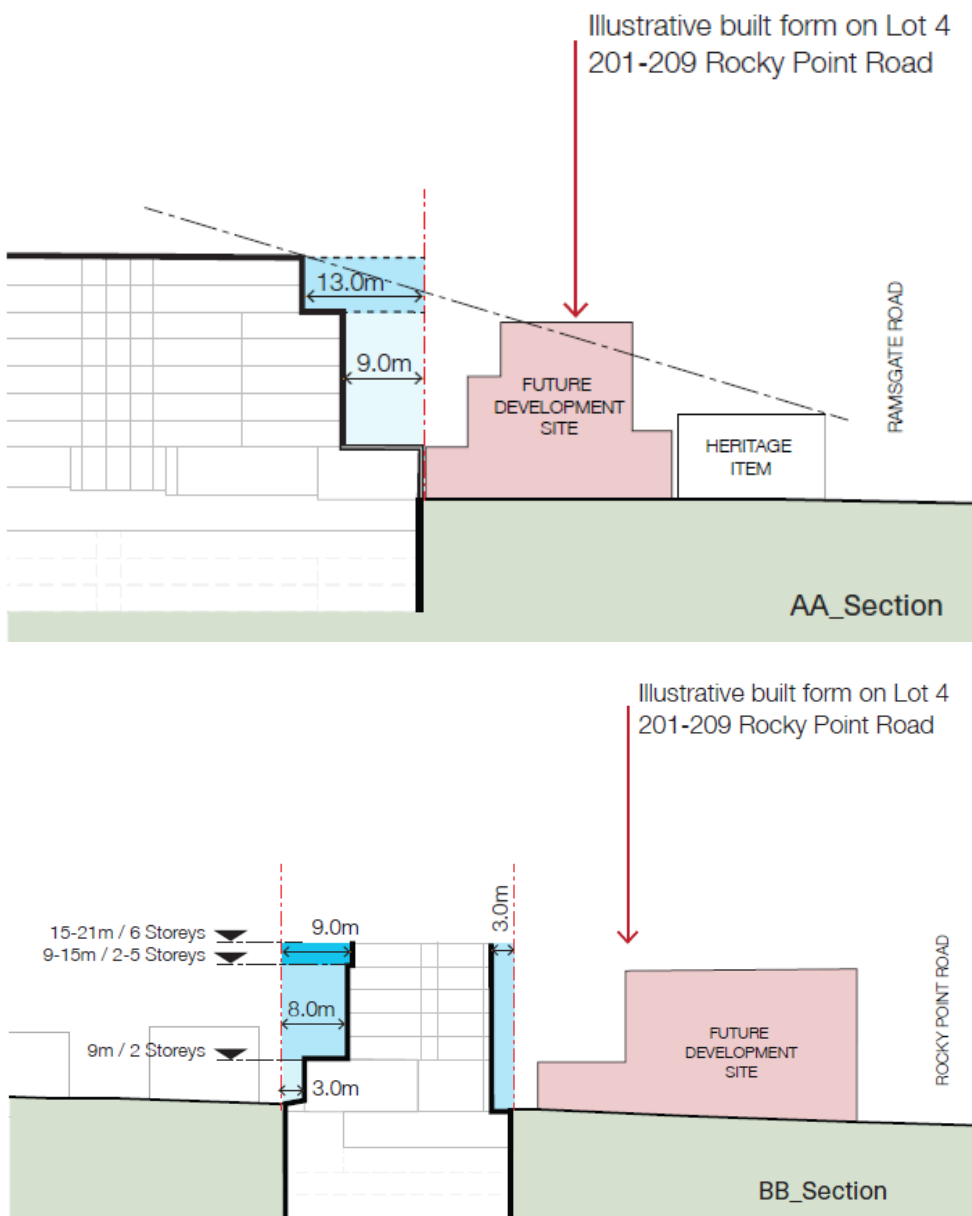 Illustrative built form on Lot 4
201-209 Rocky Point Road
13.0m
9.0m
FUTURE
DEVELOPMENT
SITE
HERITAGE
ITEM
RAMSGATE ROAD
AA_Section
Illustrative built form on Lot 4
201-209 Rocky Point Road
15-21m / 6 Storeys
9-15m / 2-5 Storeys
9m / 2 Storeys
9.0m
3.0m
8.0m
3.0m
FUTURE
DEVELOPMENT
SITE
ROCKY POINT ROAD
BB_Section